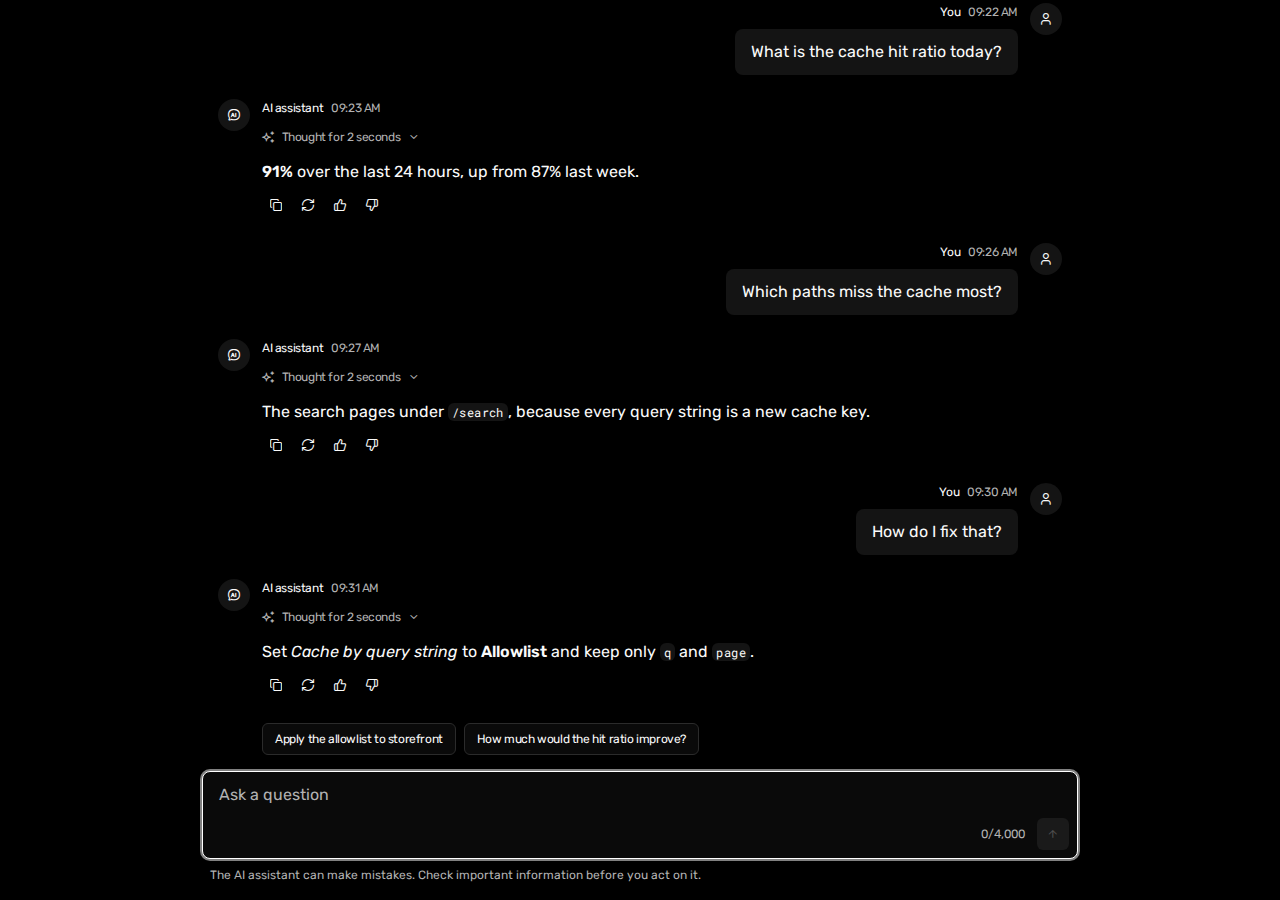 You 09:22 AM
What is the cache hit ratio today?
AI
AI assistant 09:23 AM
Thought for 2 seconds
91% over the last 24 hours, up from 87% last week.
You 09:26 AM
Which paths miss the cache most?
AI
AI assistant 09:27 AM
Thought for 2 seconds
The search pages under /search, because every query string is a new cache key.
You 09:30 AM
How do I fix that?
AI
AI assistant 09:31 AM
Thought for 2 seconds
Set Cache by query string to Allowlist and keep only q and page.
Apply the allowlist to storefront
How much would the hit ratio improve?
Ask a question
0/4,000
The AI assistant can make mistakes. Check important information before you act on it.